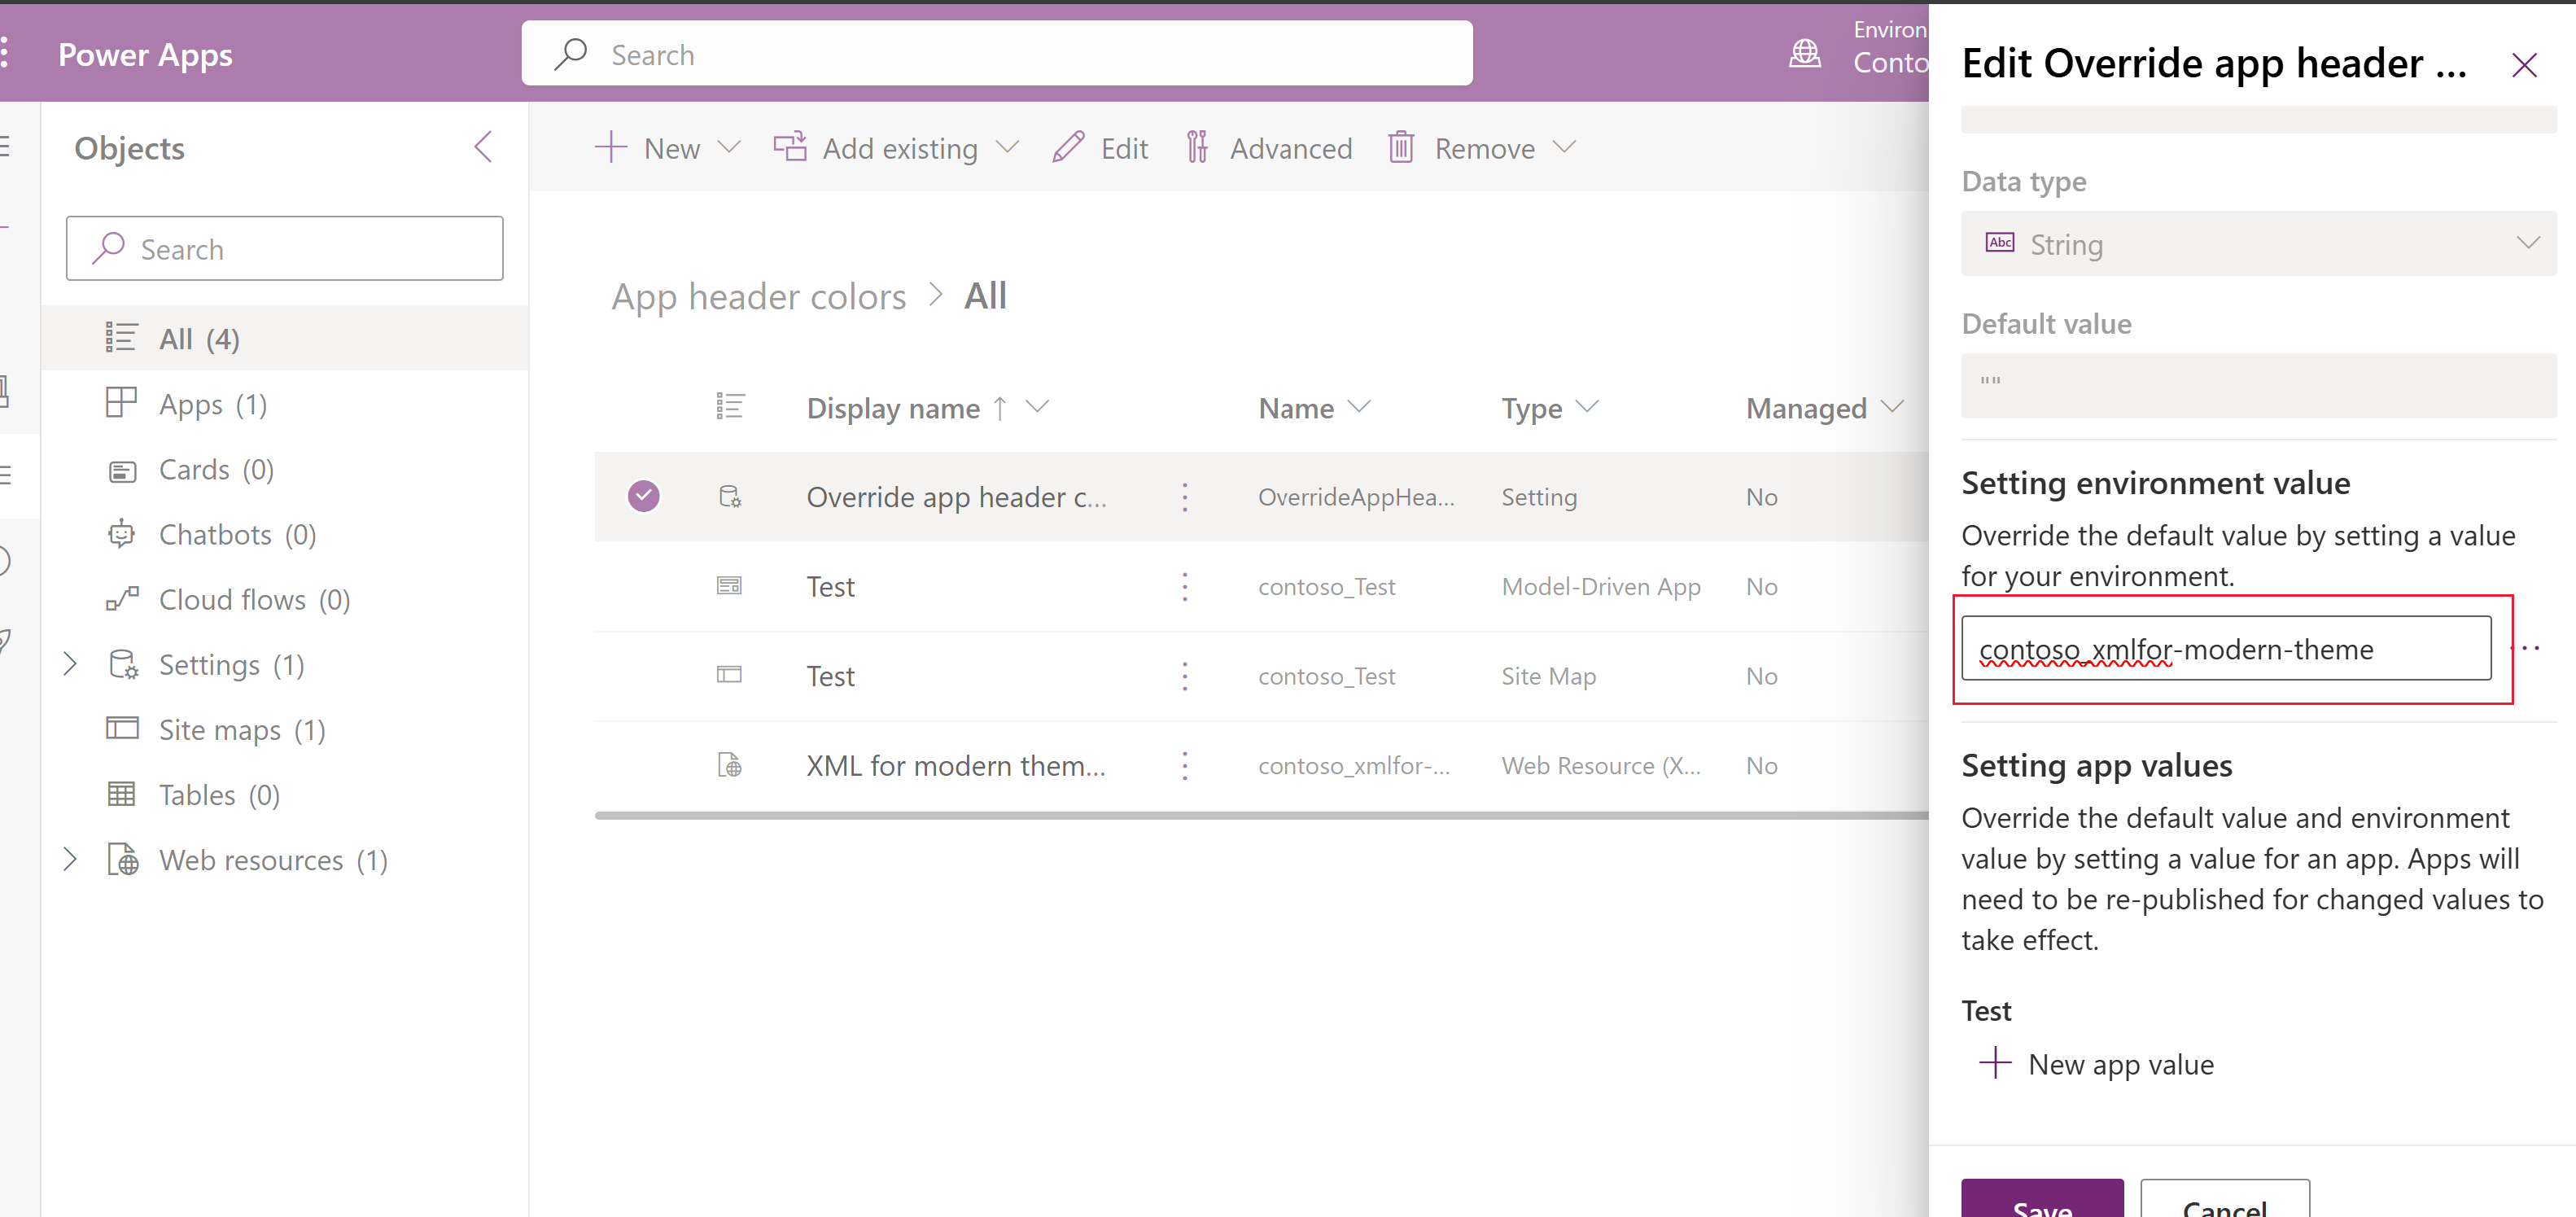 Power Apps
Search
Environ
Conto
Objects
Search
All (4)
Apps (1)
Cards (0)
Chatbots (0)
Cloud flows (0)
Settings (1)
Site maps (1)
Tables (0)
Web resources (1)
New
Add existing
Edit
Advanced
Remove
App header colors > All
Display name ↑ Name Type Managed
Override app header c... OverrideAppHea... Setting No
Test contoso_Test Model-Driven App No
Test contoso_Test Site Map No
XML for modern them... contoso_xmlfor-... Web Resource (X... No
Edit Override app header ...
Data type
Abc String
Default value
""
Setting environment value
Override the default value by setting a value
for your environment.
contoso_xmlfor-modern-theme
Setting app values
Override the default value and environment
value by setting a value for an app. Apps will
need to be re-published for changed values to
take effect.
Test
New app value
Save Cancel